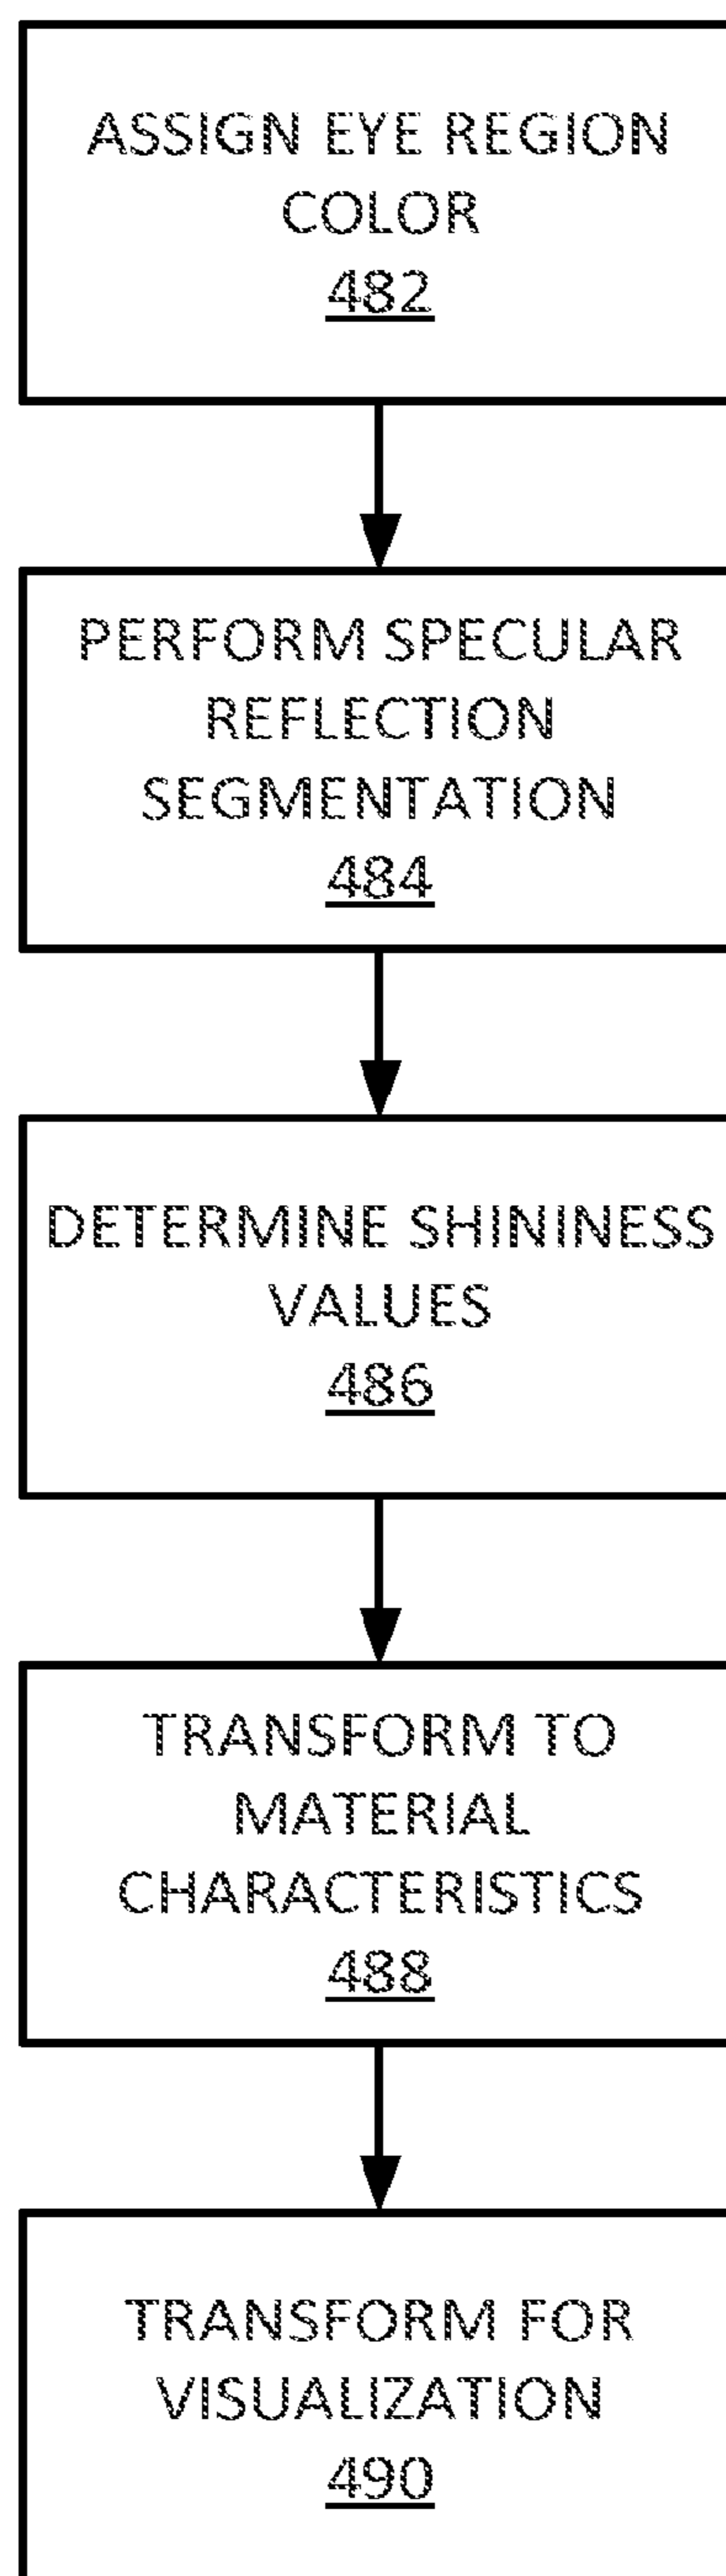 ASSIGN EYE REGION
COLOR
482
PERFORM SPECULAR
REFLECTION
SEGMENTATION
484
DETERMINE SHININESS
VALUES
486
TRANSFORM TO
MATERIAL
CHARACTERISTICS
488
TRANSFORM FOR
VISUALIZATION
490